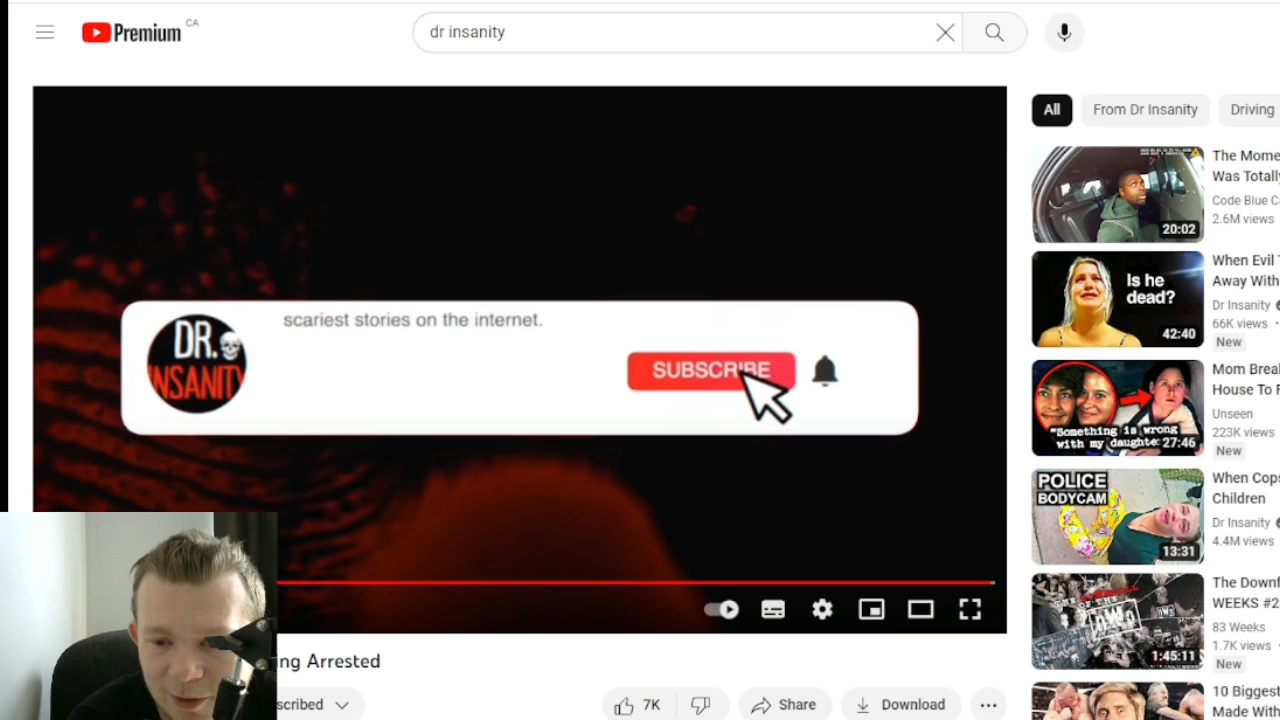 Premium CA
dr insanity
All
From Dr Insanity
Driving
scariest stories on the internet.
DR.
INSANITY
SUBSCRIBE
20:02
The Mome
Was Totally
Code Blue C
2.6M views
Is he
dead?
42:40
When Evil
Away With
Dr Insanity
66K views •
New
"Something is wrong
with my daughte
27:46
Mom Brea
House To F
Unseen
223K views
New
POLICE
BODYCAM
13:31
When Cops
Children
Dr Insanity
4.4M views
THE
OF THE
nWo
1:45:11
The Downf
WEEKS #2
83 Weeks
1.7K views
New
10 Biggest
Made With
ng Arrested
scribed
7K
Share
Download